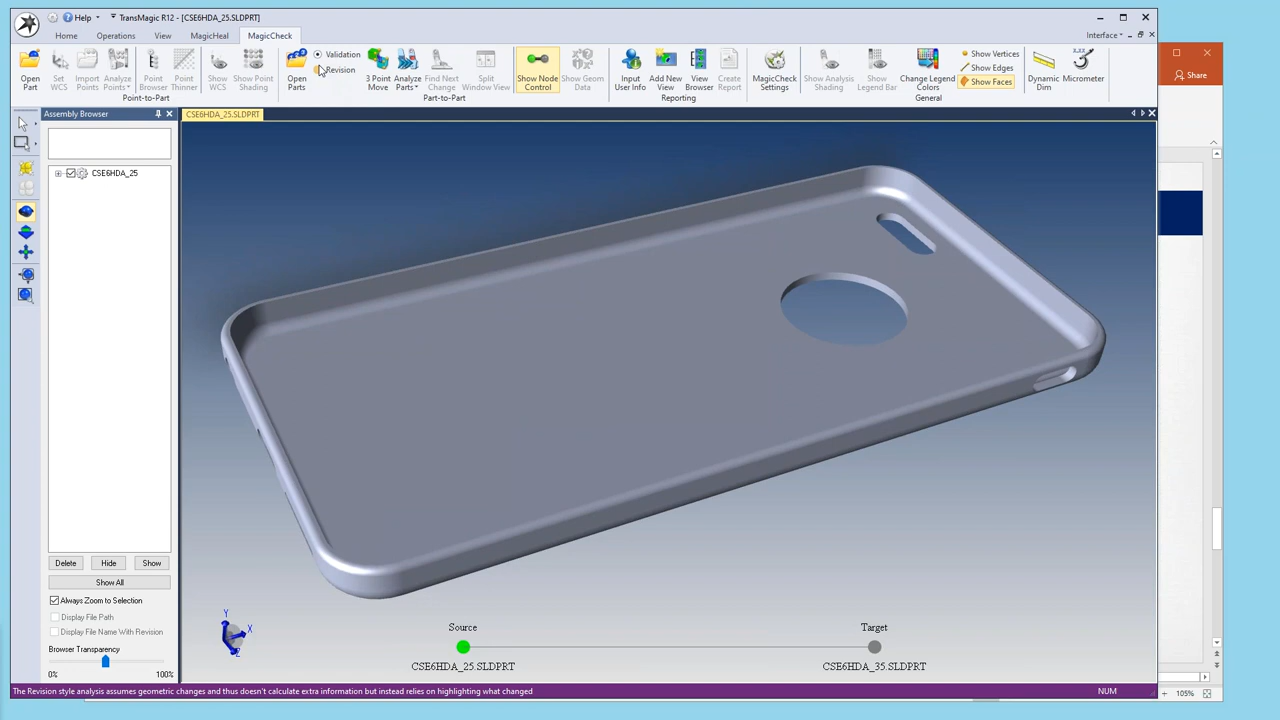 Help TransMagic R12 - [CSE6HDA_25.SLDPRT]
Home Operations View MagicHeal MagicCheck Interface
Open Part
Set WCS
Import Points
Analyze Points
Point Browser
Point Thinner
Show WCS
Show Point Shading
Open Parts
Validation
Revision
3 Point Move
Analyze Parts
Find Next Change
Split Window View
Show Node Control
Show Geom Data
Input User Info
Add New View
View Browser
Create Report
MagicCheck Settings
Show Analysis Shading
Show Legend Bar
Change Legend Colors
Show Vertices
Show Edges
Show Faces
Dynamic Dim
Micrometer
Share
Point-to-Part Part-to-Part Reporting General
Assembly Browser
CSE6HDA_25.SLDPRT
CSE6HDA_25
Delete Hide Show
Show All
Always Zoom to Selection
Display File Path
Display File Name With Revision
Browser Transparency
0% 100%
Y
X
Z
Source Target
CSE6HDA_25.SLDPRT CSE6HDA_35.SLDPRT
The Revision style analysis assumes geometric changes and thus doesn't calculate extra information but instead relies on highlighting what changed
NUM
105%